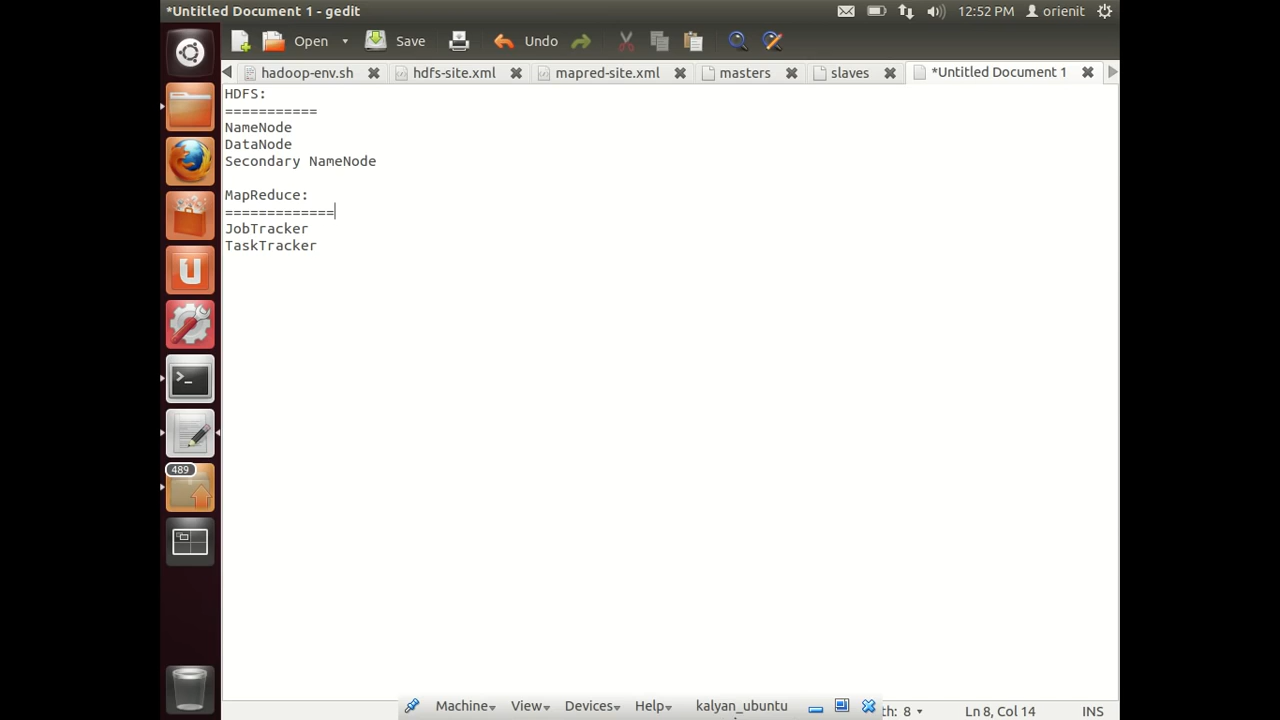 *Untitled Document 1 - gedit
12:52 PM
orienit
Open
Save
Undo
hadoop-env.sh
hdfs-site.xml
mapred-site.xml
masters
slaves
*Untitled Document 1
HDFS:
===========
NameNode
DataNode
Secondary NameNode
MapReduce:
=============
JobTracker
TaskTracker
489
Machine
View
Devices
Help
kalyan_ubuntu
th: 8
Ln 8, Col 14
INS